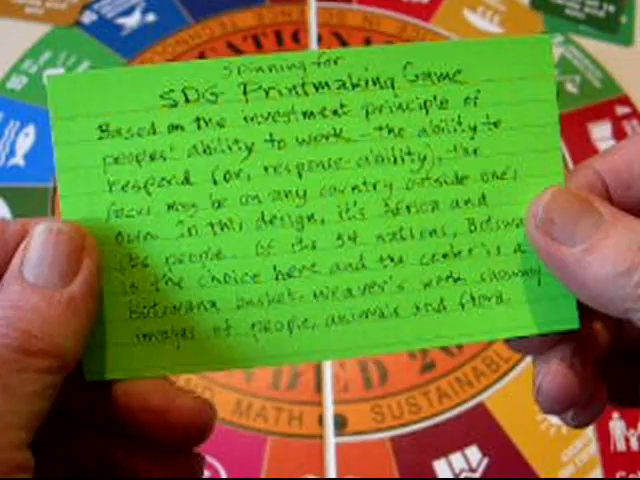 Spinning for
SDG Printmaking Game
Based on the investment principle of
peoples' ability to work - the ability to
respond (or, response-ability), the
focus may be on any country outside one's
own. In this design, it's Africa and
its people. Of its 54 nations, Botswana
is the choice here and the center is a
Botswana basket-weaver's work showing
images of people, animals and flora.
MATH
SUSTAINABLE